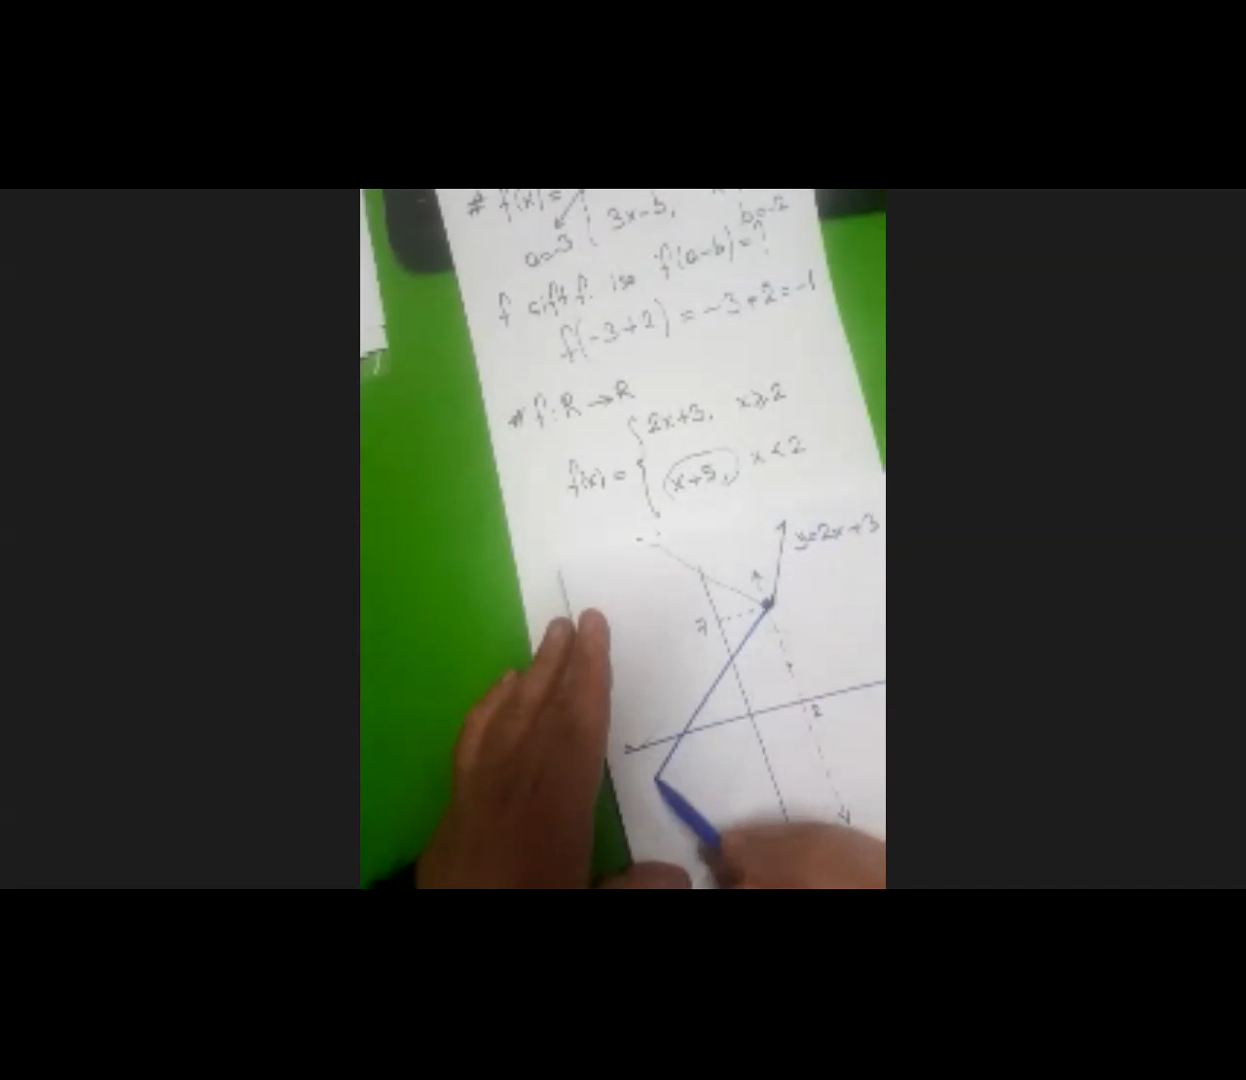 # f(x)=
3x-b,
a=-3
b=-2
f çift f. ise f(a-b)=?
f(-3+2)=-3+2=-1
# f:R→R
f(x)=
2x+3, x≥2
x+5, x<2
y=2x+3
7
2